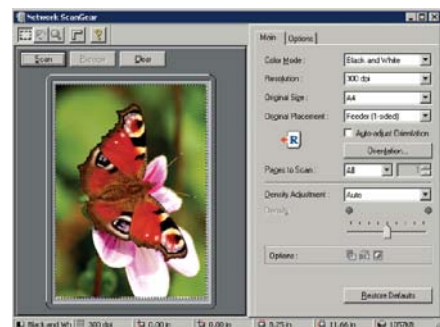 Network ScanGear
Main Options
Scan Preview Clear
Color Mode : Black and White
Resolution : 300 dpi
Original Size : A4
Original Placement : Feeder (1-sided)
Auto-adjust Orientation
R
Orientation...
Pages to Scan : All
Density Adjustment : Auto
Density
Options :
Restore Defaults
Black and Wh 300 dpi 0.00 in 0.00 in 8.25 in 11.66 in 1057KB